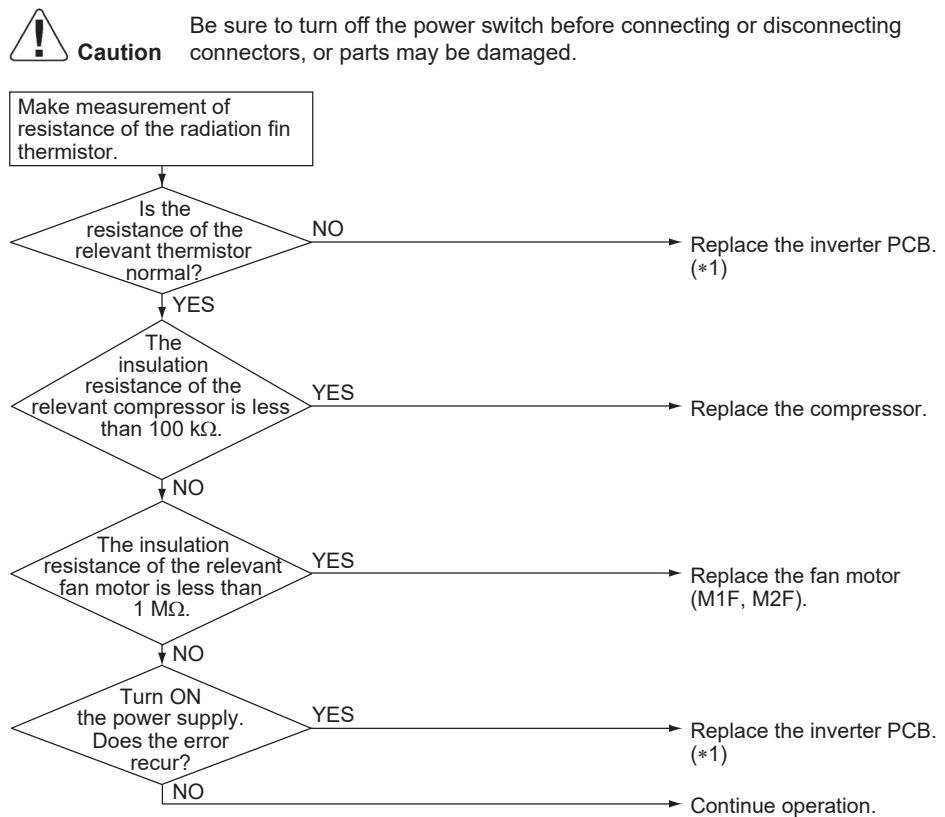 Be sure to turn off the power switch before connecting or disconnecting
Caution connectors, or parts may be damaged.
Make measurement of
resistance of the radiation fin
thermistor.
Is the
resistance of the
relevant thermistor
normal?
NO
Replace the inverter PCB.
(*1)
YES
The
insulation
resistance of the
relevant compressor is less
than 100 kΩ.
YES
Replace the compressor.
NO
The insulation
resistance of the relevant
fan motor is less than
1 MΩ.
YES
Replace the fan motor
(M1F, M2F).
NO
Turn ON
the power supply.
Does the error
recur?
YES
Replace the inverter PCB.
(*1)
NO
Continue operation.